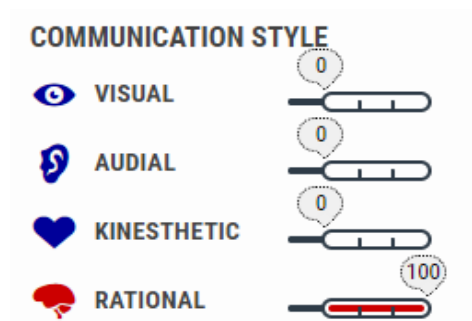 COMMUNICATION STYLE
0
VISUAL
0
AUDIAL
0
KINESTHETIC
100
RATIONAL